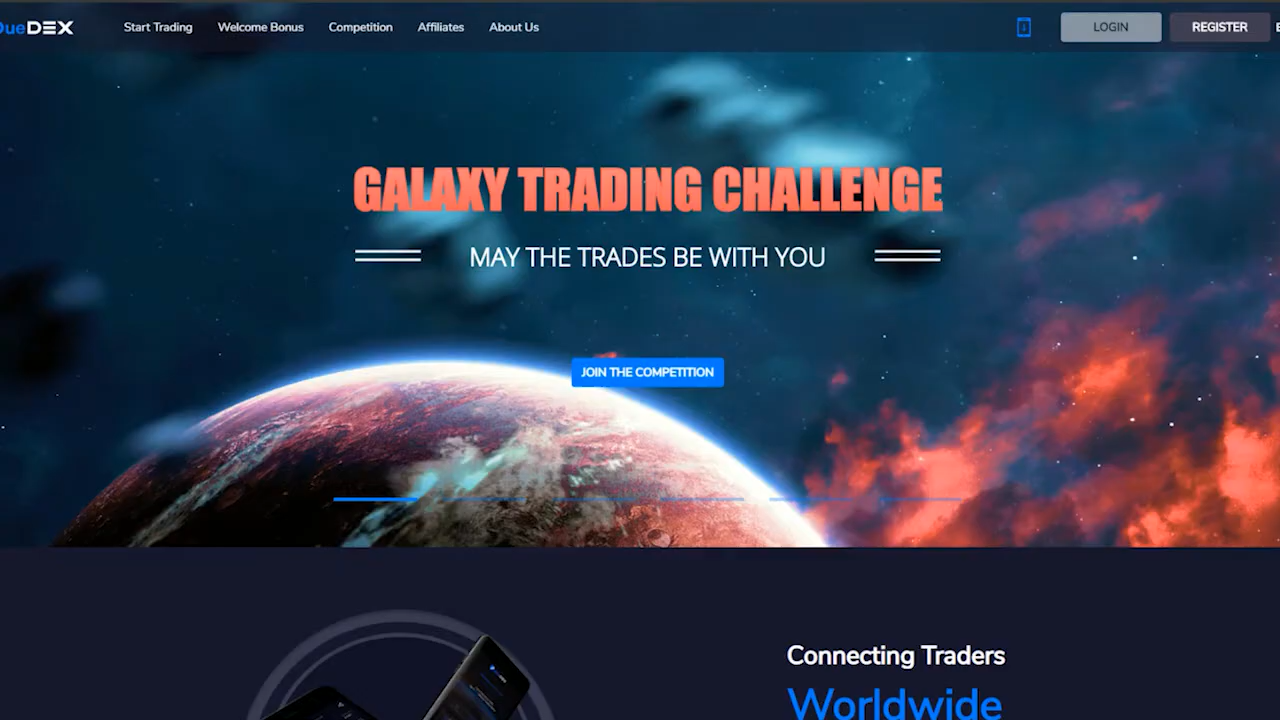 DueDEX
Start Trading Welcome Bonus Competition Affiliates About Us LOGIN REGISTER
GALAXY TRADING CHALLENGE
MAY THE TRADES BE WITH YOU
JOIN THE COMPETITION
Connecting Traders
Worldwide